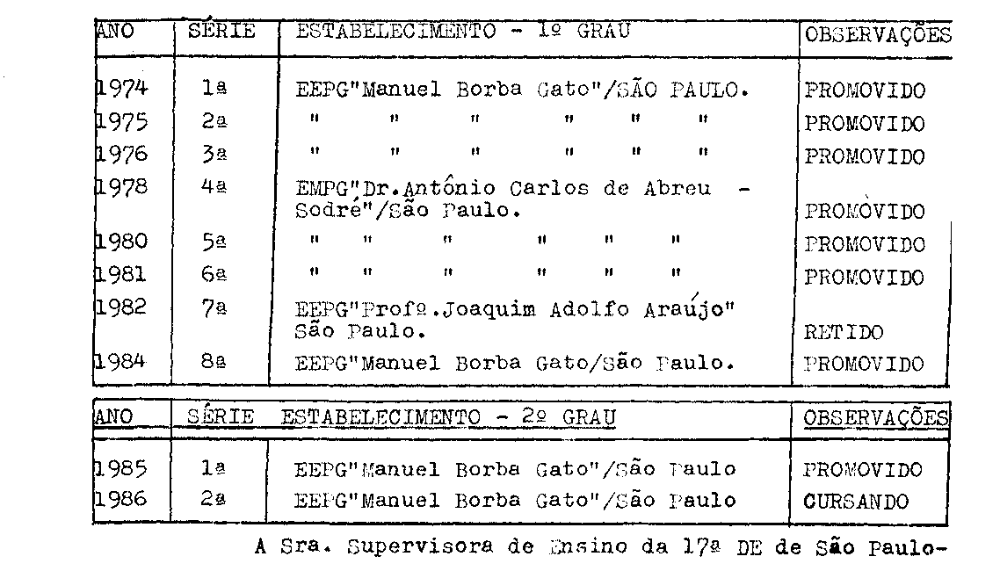 ANO SÉRIE ESTABELECIMENTO - 1º GRAU OBSERVAÇÕES
1974 1ª EEPG"Manuel Borba Gato"/SÃO PAULO. PROMOVIDO
1975 2ª " " " " " " PROMOVIDO
1976 3ª " " " " " " PROMOVIDO
1978 4ª EMPG"Dr.António Carlos de Abreu -
Sodré"/São Paulo. PROMOVIDO
1980 5ª " " " " " " PROMOVIDO
1981 6ª " " " " " " PROMOVIDO
1982 7ª EEPG"Profº.Joaquim Adolfo Araújo"
São Paulo. RETIDO
1984 8ª EEPG"Manuel Borba Gato/São Paulo. PROMOVIDO
ANO SÉRIE ESTABELECIMENTO - 2º GRAU OBSERVAÇÕES
1985 1ª EEPG"Manuel Borba Gato"/São Paulo PROMOVIDO
1986 2ª EEPG"Manuel Borba Gato"/São Paulo CURSANDO
A Sra. Supervisora de Ensino da 17ª DE de São Paulo-